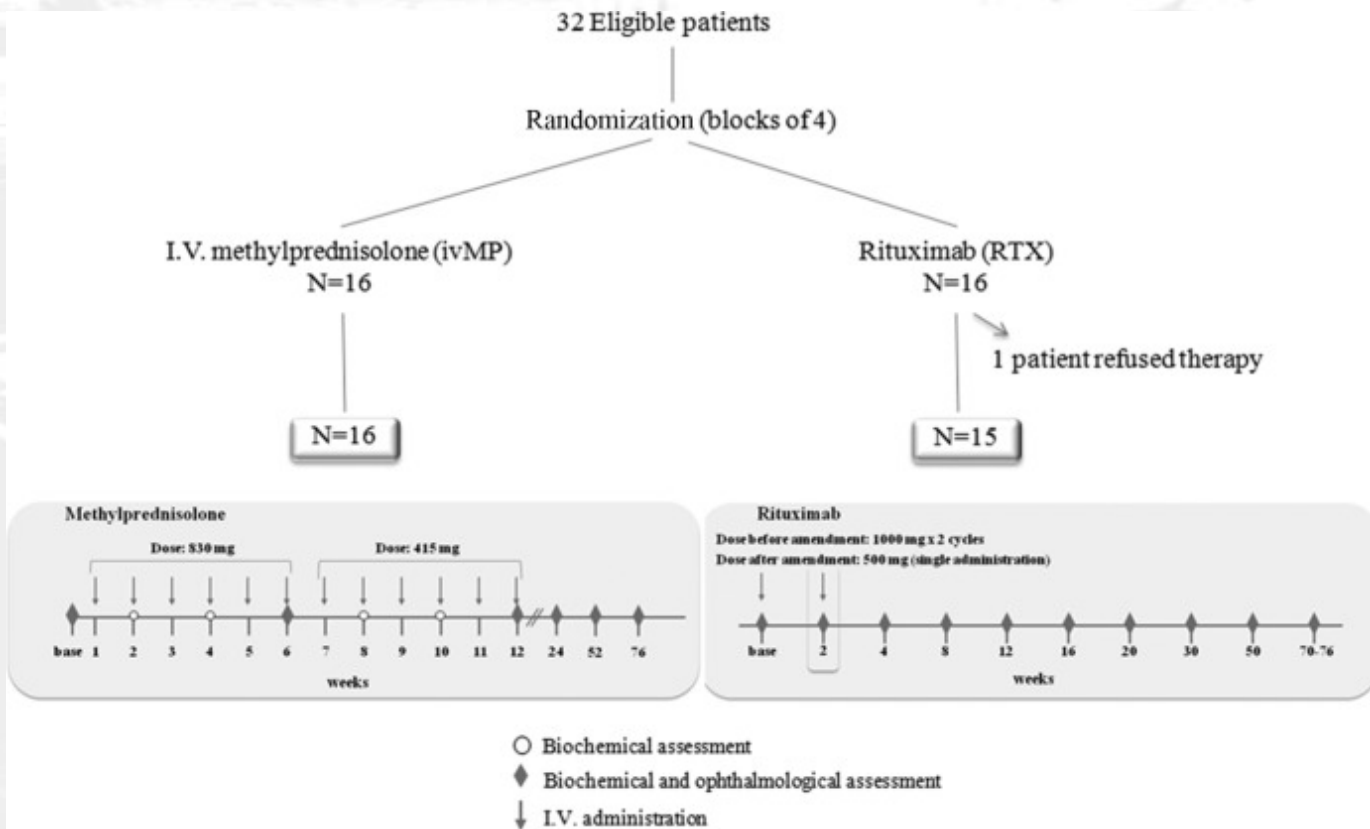 32 Eligible patients
Randomization (blocks of 4)
I.V. methylprednisolone (ivMP)
N=16
Rituximab (RTX)
N=16
1 patient refused therapy
N=16
N=15
Methylprednisolone
Dose: 830 mg
Dose: 415 mg
base 1 2 3 4 5 6 7 8 9 10 11 12 24 52 76
weeks
Rituximab
Dose before amendment: 1000 mg x 2 cycles
Dose after amendment: 500 mg (single administration)
base 2 4 8 12 16 20 30 50 70-76
weeks
Biochemical assessment
Biochemical and ophthalmological assessment
I.V. administration